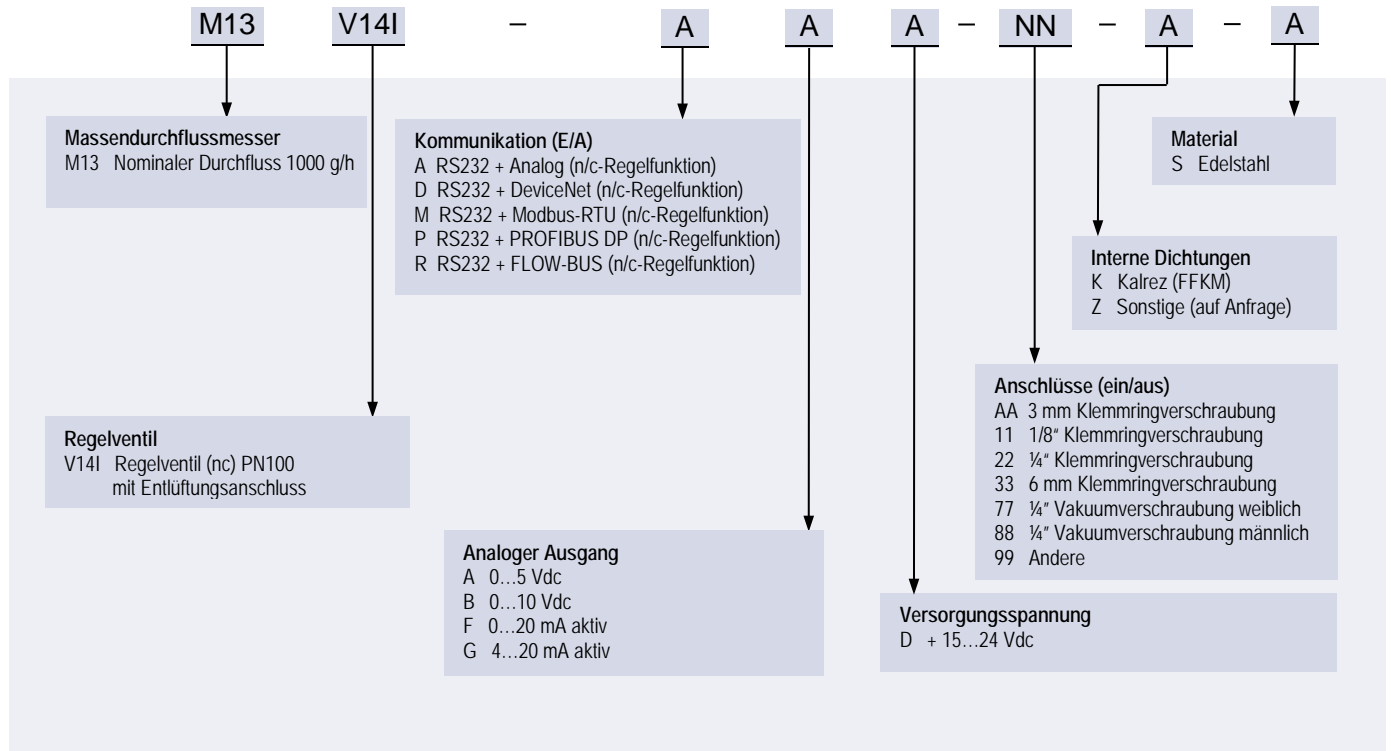 M13 V14I – A A A – NN – A – A
Massendurchflussmesser
M13 Nominaler Durchfluss 1000 g/h
Kommunikation (E/A)
A RS232 + Analog (n/c-Regelfunktion)
D RS232 + DeviceNet (n/c-Regelfunktion)
M RS232 + Modbus-RTU (n/c-Regelfunktion)
P RS232 + PROFIBUS DP (n/c-Regelfunktion)
R RS232 + FLOW-BUS (n/c-Regelfunktion)
Material
S Edelstahl
Interne Dichtungen
K Kalrez (FFKM)
Z Sonstige (auf Anfrage)
Anschlüsse (ein/aus)
AA 3 mm Klemmringverschraubung
11 1/8“ Klemmringverschraubung
22 ¼“ Klemmringverschraubung
33 6 mm Klemmringverschraubung
77 ¼” Vakuumverschraubung weiblich
88 ¼” Vakuumverschraubung männlich
99 Andere
Regelventil
V14I Regelventil (nc) PN100
mit Entlüftungsanschluss
Analoger Ausgang
A 0…5 Vdc
B 0…10 Vdc
F 0…20 mA aktiv
G 4…20 mA aktiv
Versorgungsspannung
D + 15…24 Vdc